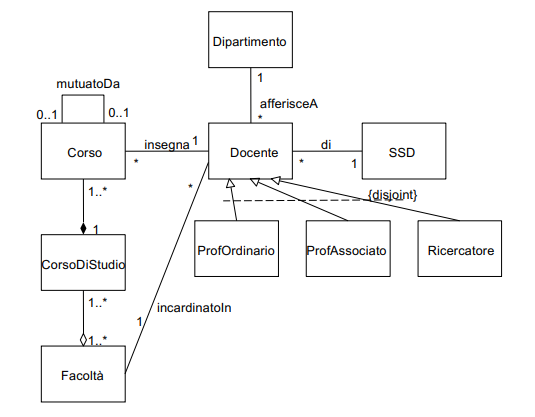 Dipartimento
1
afferisceA
*
mutuatoDa
0..1
0..1
Corso
insegna
1
*
Docente
di
*
1
SSD
1..*
*
{disjoint}
1
CorsoDiStudio
ProfOrdinario
ProfAssociato
Ricercatore
1..*
incardinatoIn
1
1..*
Facoltà